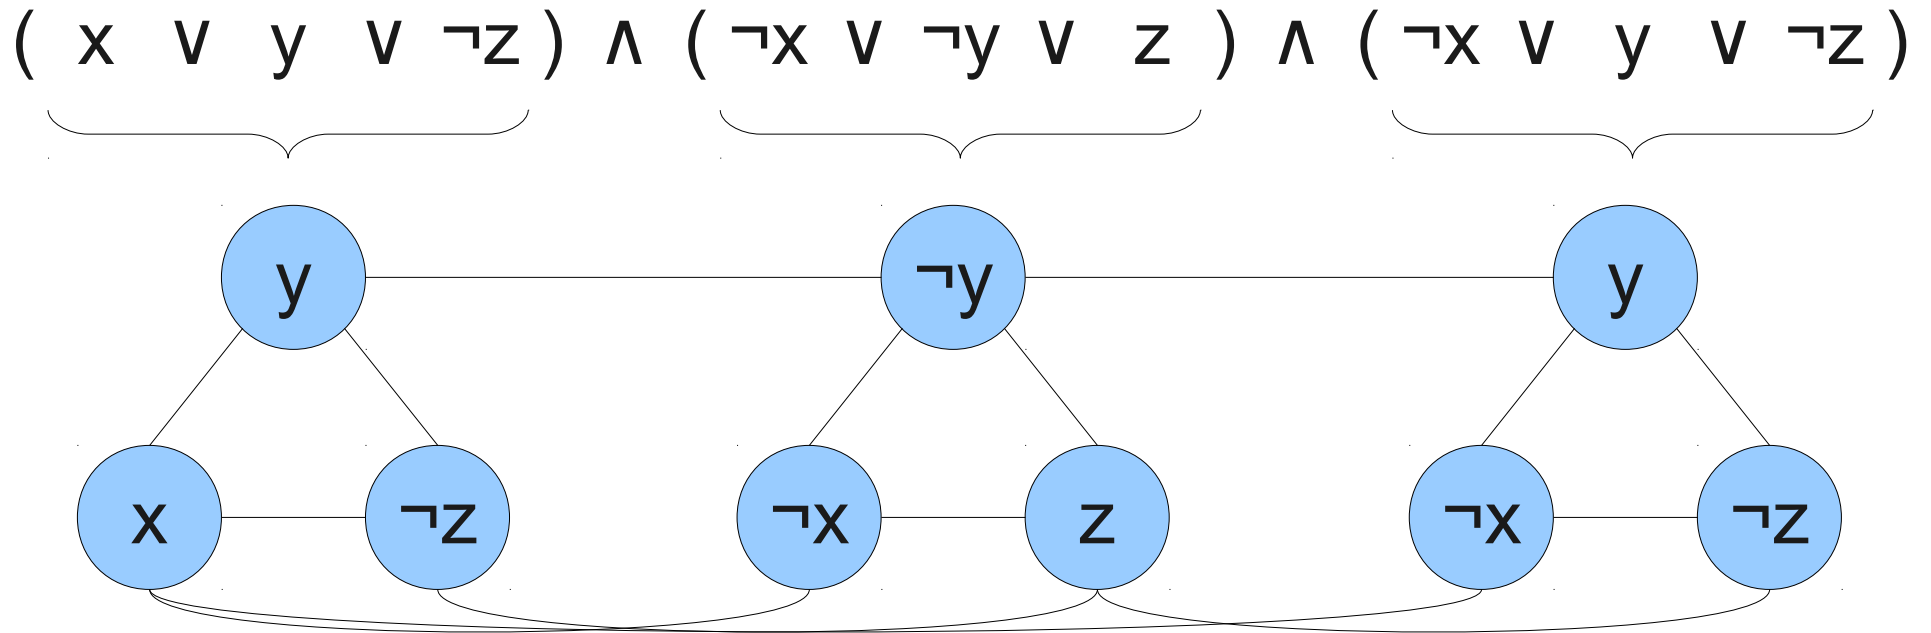 ( x ∨ y ∨ ¬z ) ∧ ( ¬x ∨ ¬y ∨ z ) ∧ ( ¬x ∨ y ∨ ¬z )
y ¬y y
x ¬z ¬x z ¬x ¬z